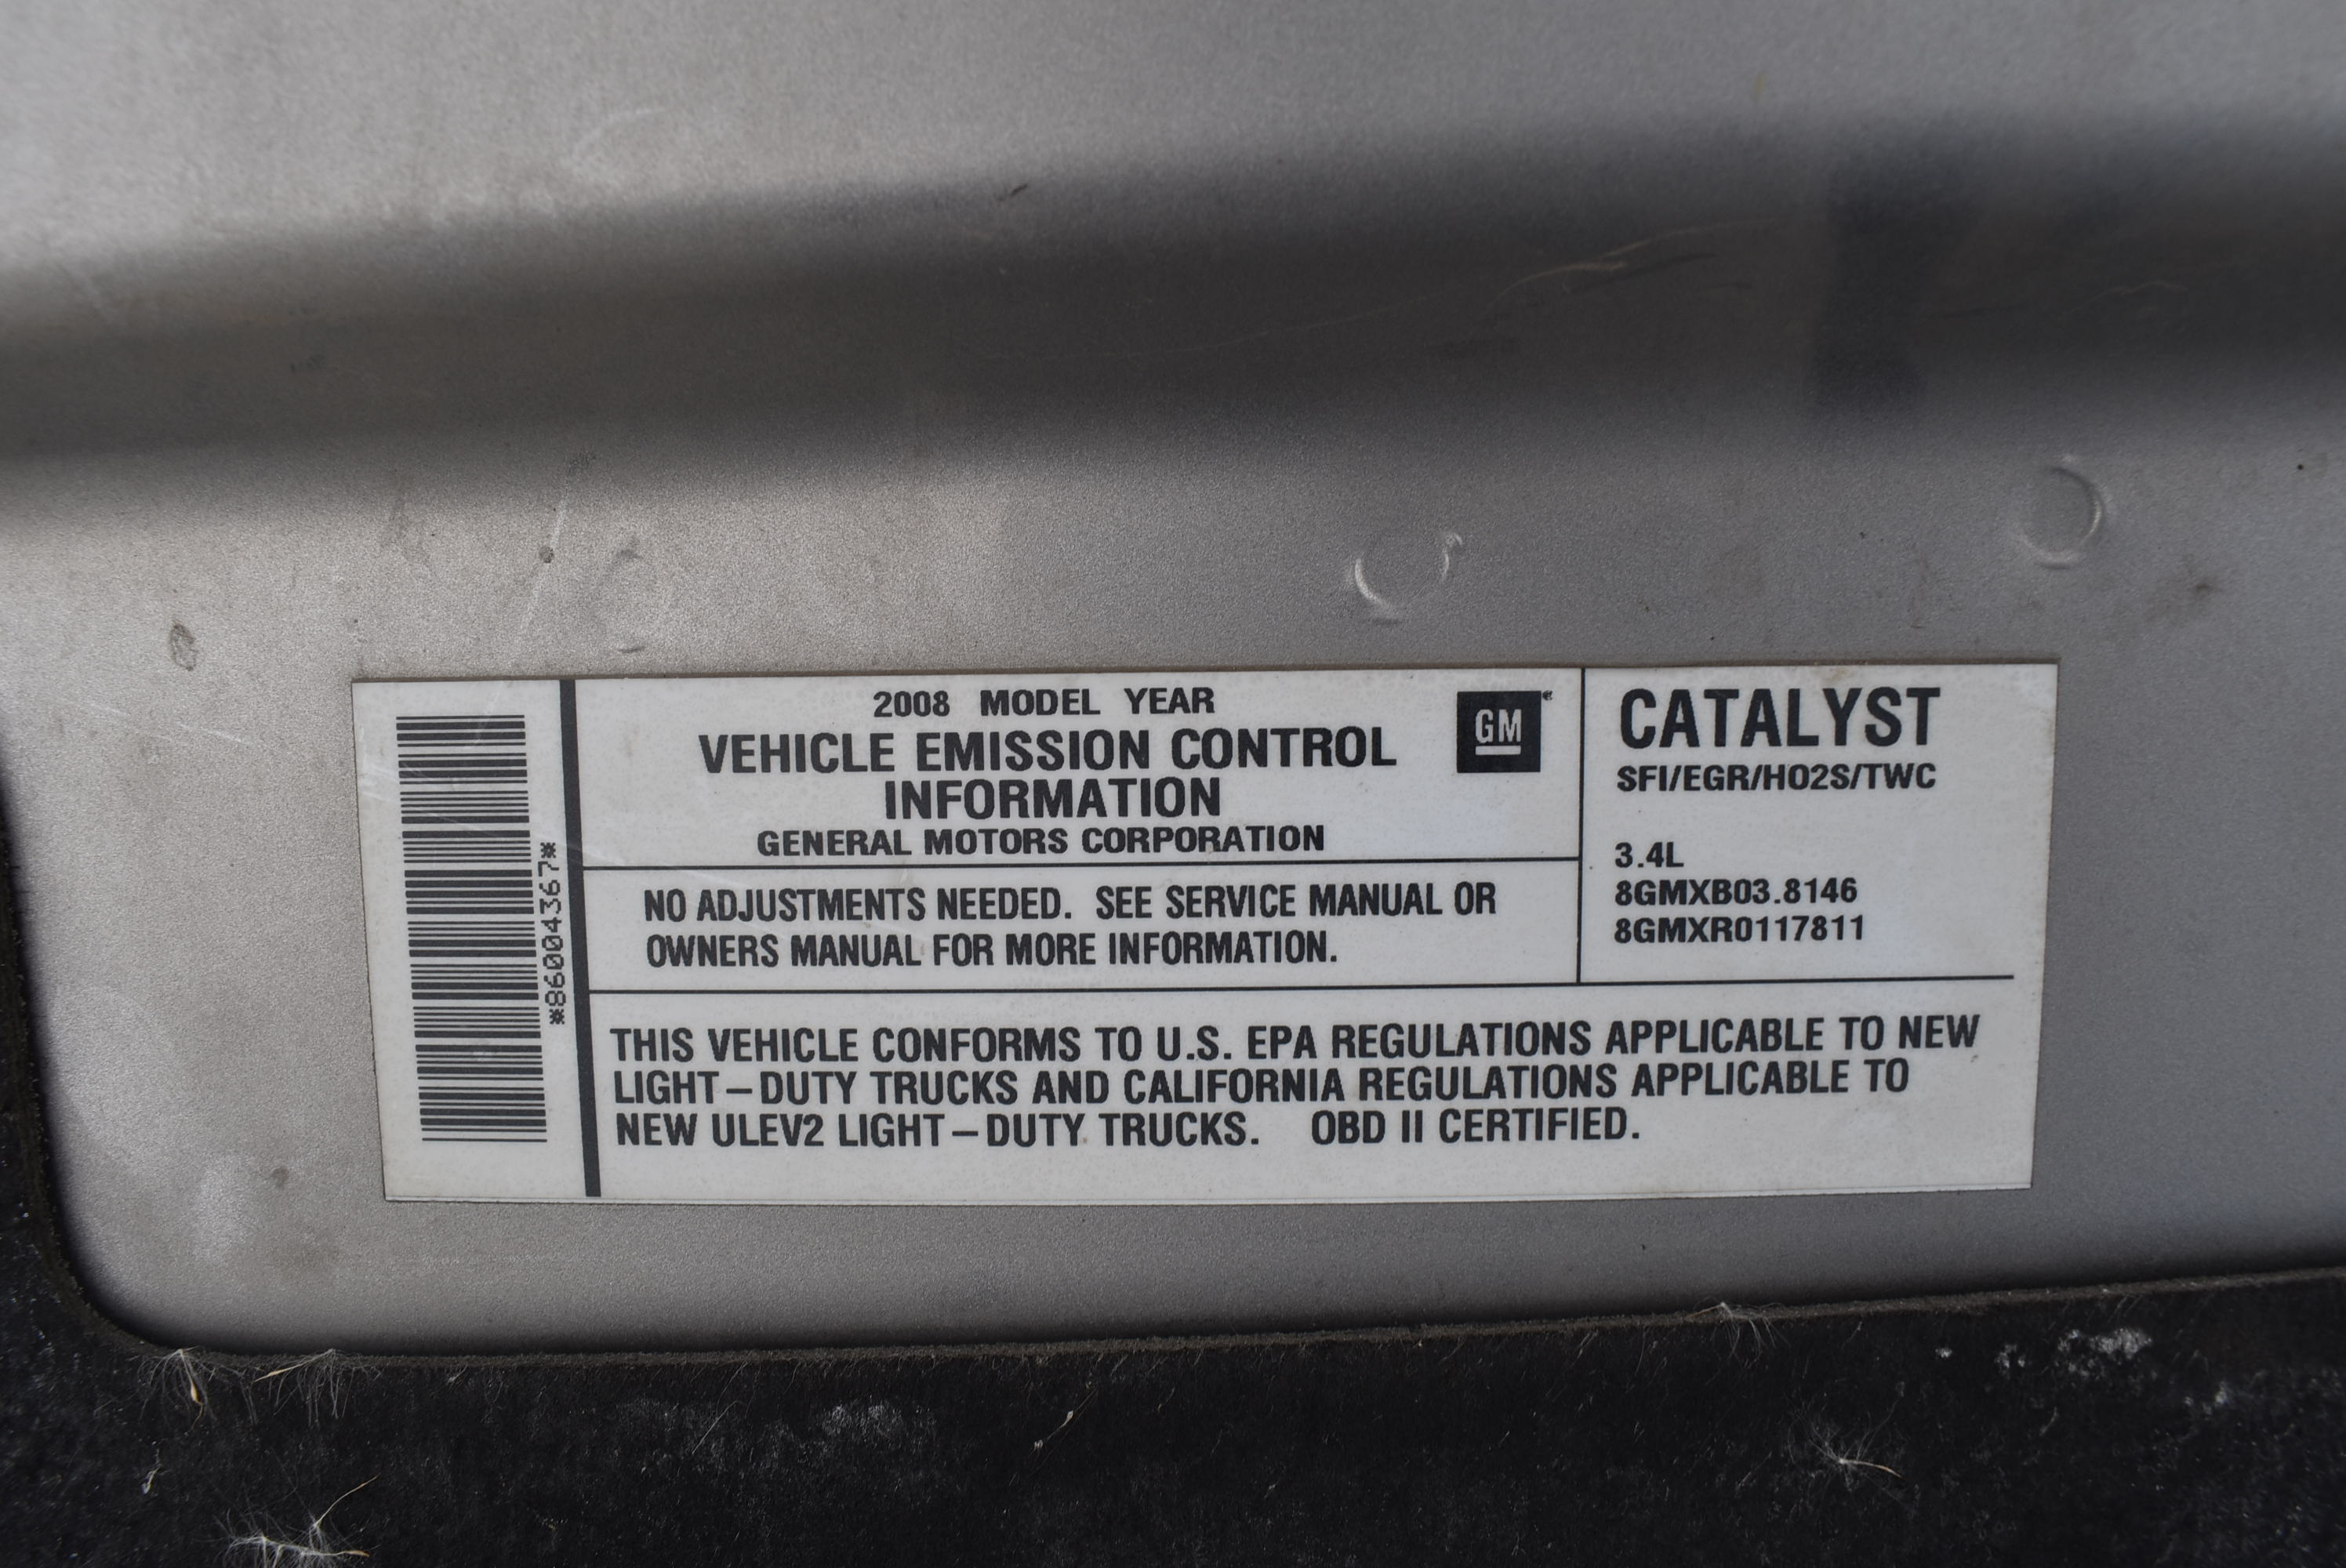 *86004367*
2008 MODEL YEAR
VEHICLE EMISSION CONTROL
INFORMATION
GENERAL MOTORS CORPORATION
GM
NO ADJUSTMENTS NEEDED. SEE SERVICE MANUAL OR
OWNERS MANUAL FOR MORE INFORMATION.
CATALYST
SFI/EGR/HO2S/TWC
3.4L
8GMXB03.8146
8GMXR0117811
THIS VEHICLE CONFORMS TO U.S. EPA REGULATIONS APPLICABLE TO NEW
LIGHT-DUTY TRUCKS AND CALIFORNIA REGULATIONS APPLICABLE TO
NEW ULEV2 LIGHT-DUTY TRUCKS. OBD II CERTIFIED.